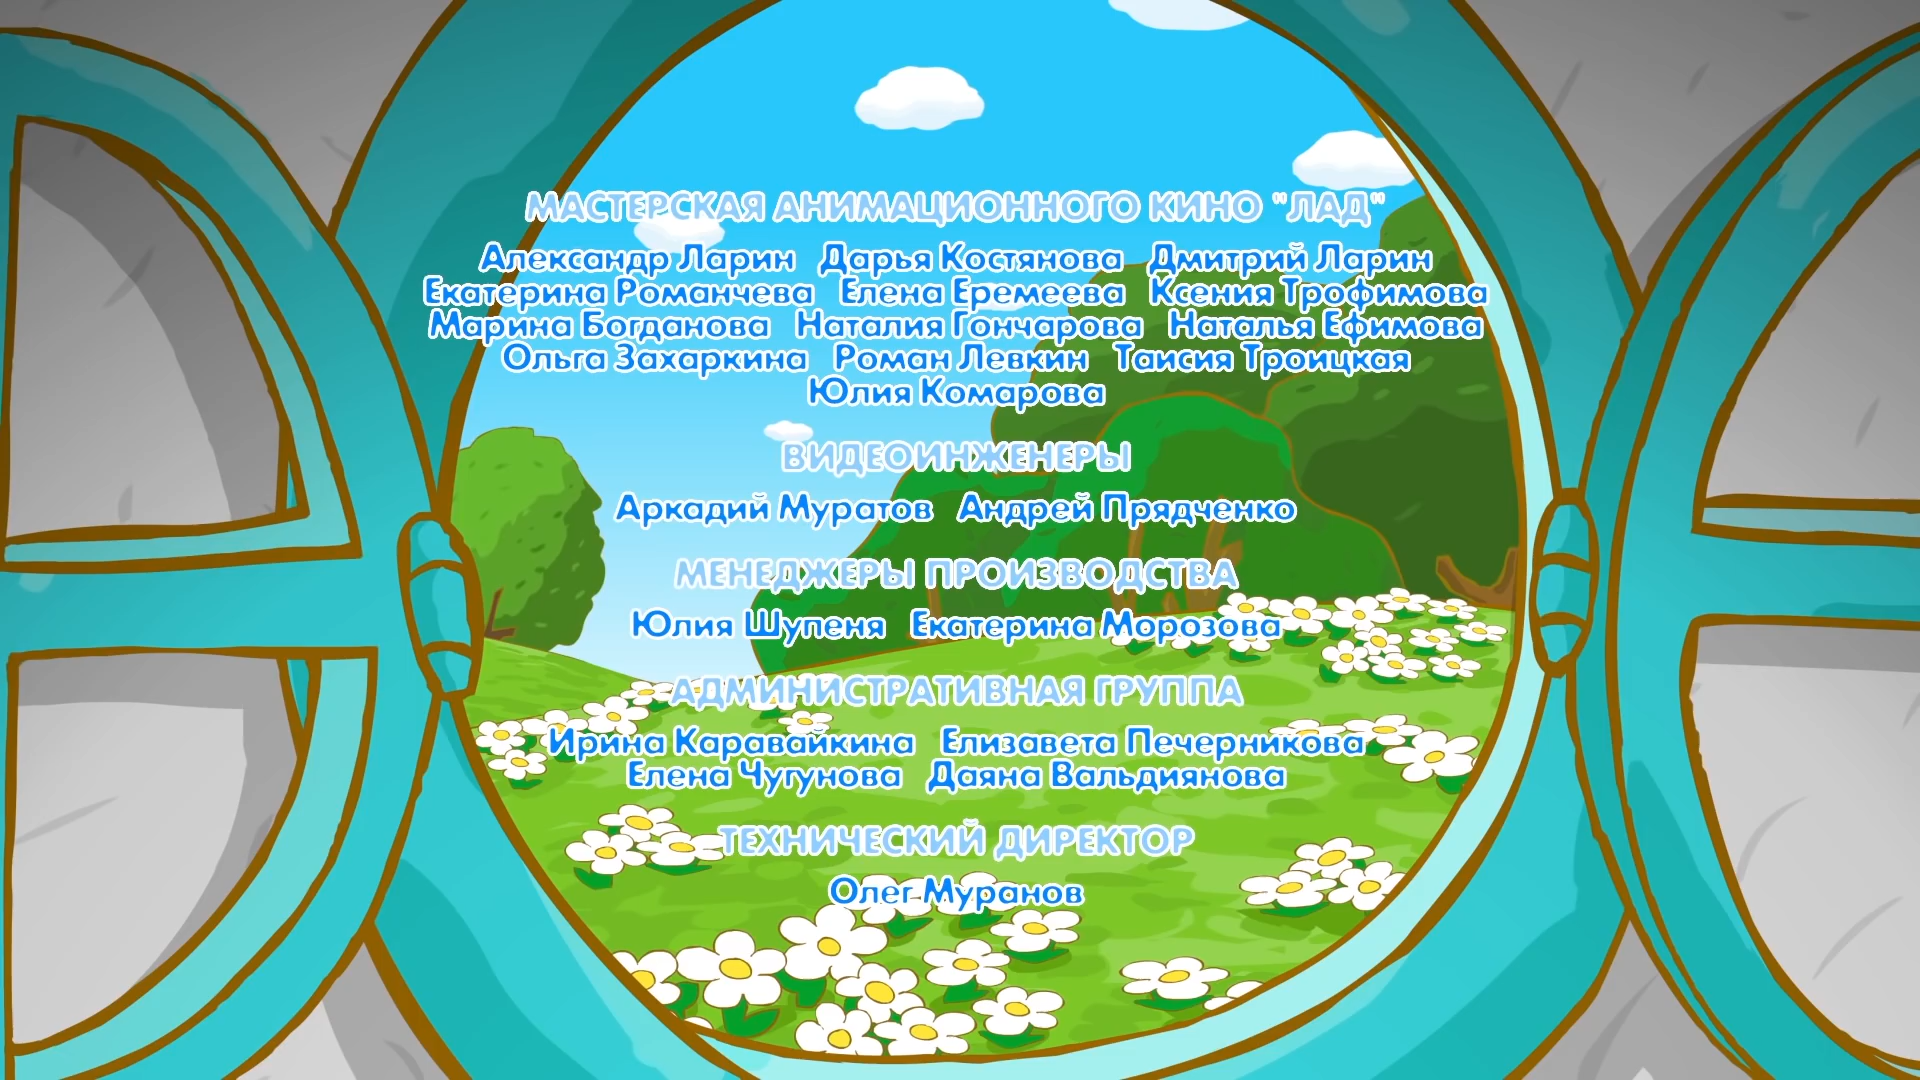 МАСТЕРСКАЯ АНИМАЦИОННОГО КИНО "ЛАД"
Александр Ларин Дарья Костянова Дмитрий Ларин
Екатерина Романчева Елена Еремеева Ксения Трофимова
Марина Богданова Наталия Гончарова Наталья Ефимова
Ольга Захаркина Роман Левкин Таисия Троицкая
Юлия Комарова
ВИДЕОИНЖЕНЕРЫ
Аркадий Муратов Андрей Прядченко
МЕНЕДЖЕРЫ ПРОИЗВОДСТВА
Юлия Шупеня Екатерина Морозова
АДМИНИСТРАТИВНАЯ ГРУППА
Ирина Каравайкина Елизавета Печерникова
Елена Чугунова Даяна Вальдиянова
ТЕХНИЧЕСКИЙ ДИРЕКТОР
Олег Муранов